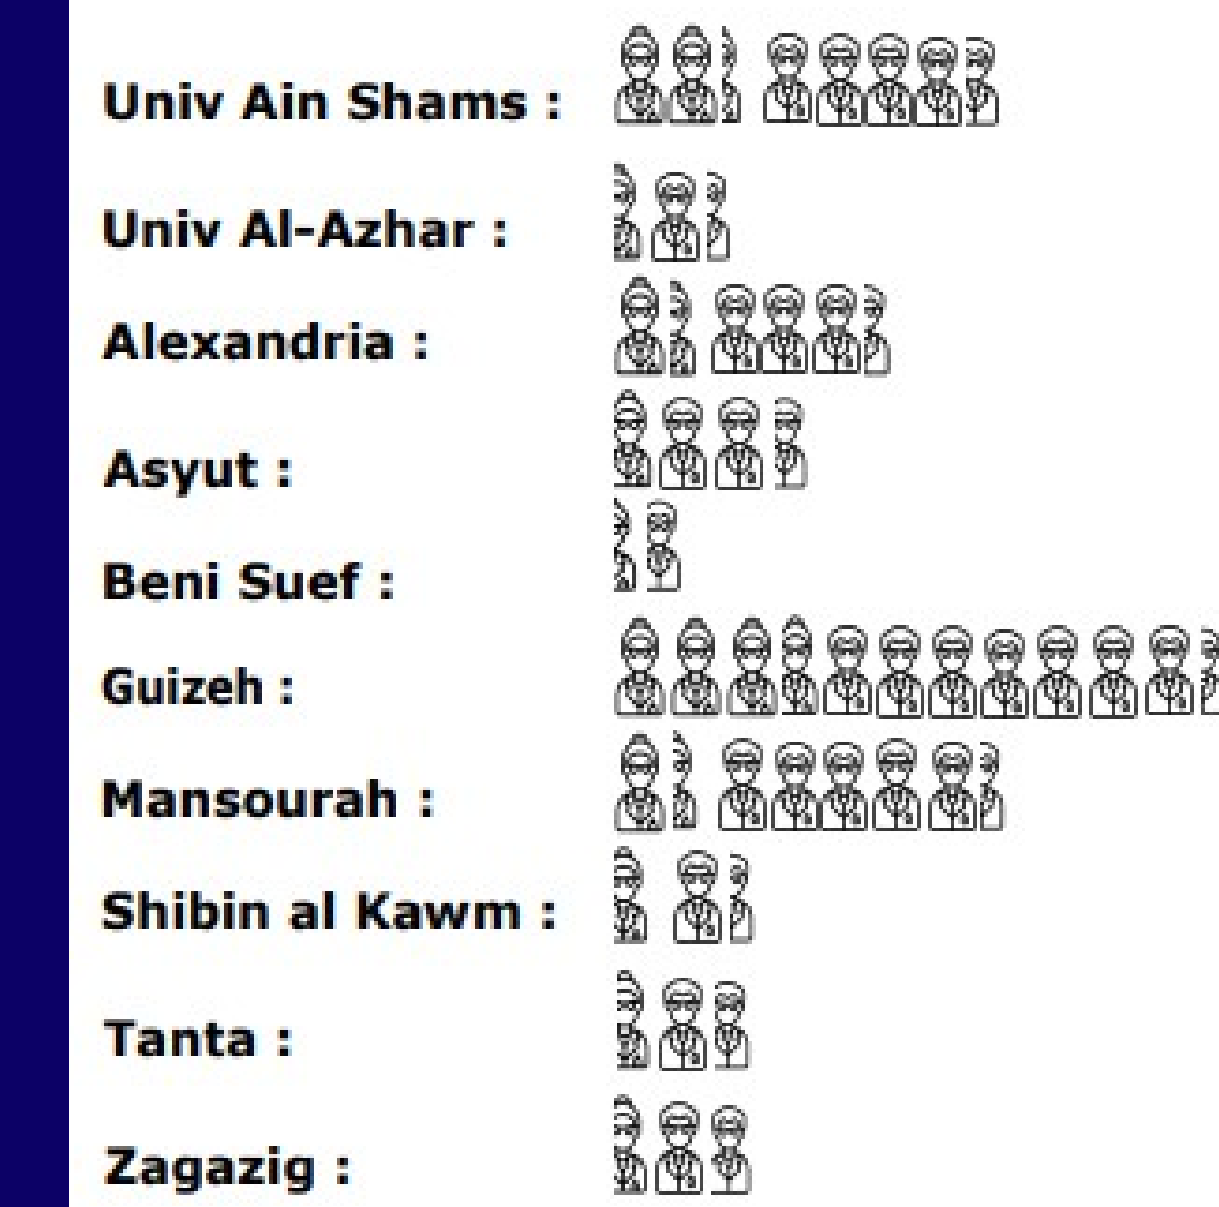 Univ Ain Shams :
Univ Al-Azhar :
Alexandria :
Asyut :
Beni Suef :
Guizeh :
Mansourah :
Shibin al Kawm :
Tanta :
Zagazig :